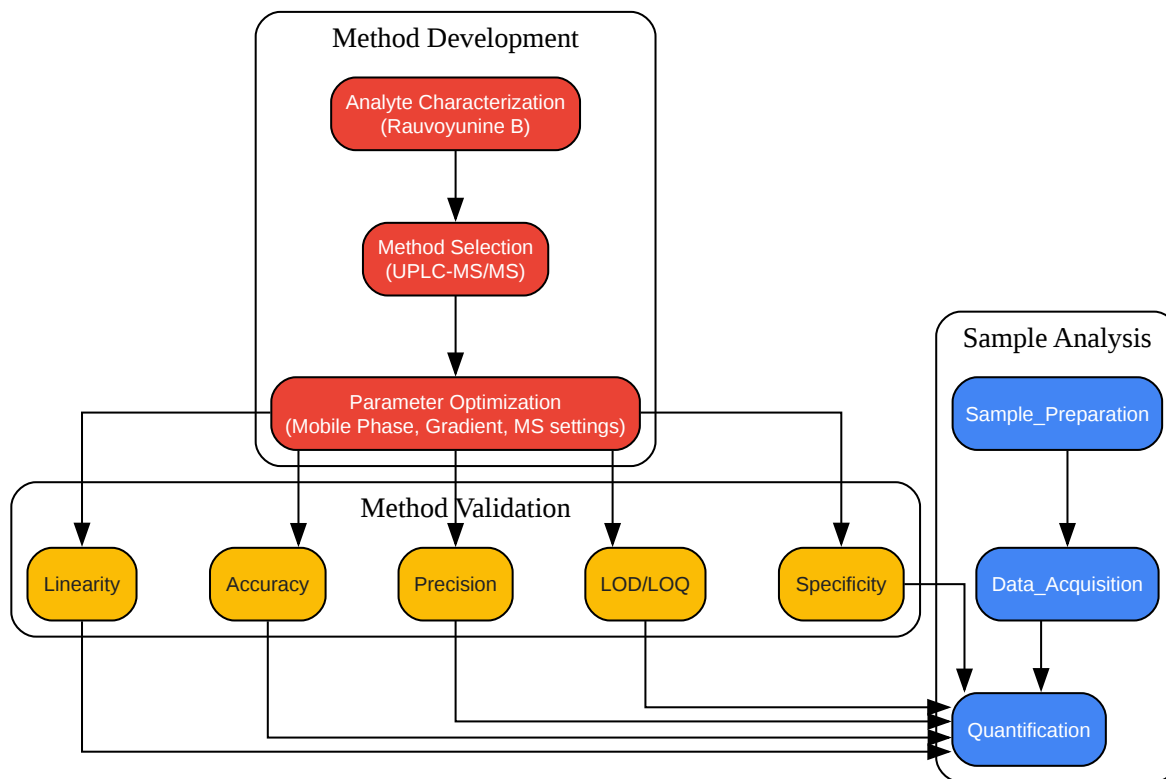 Method Development
Analyte Characterization
(Rauvoyunine B)
Method Selection
(UPLC-MS/MS)
Parameter Optimization
(Mobile Phase, Gradient, MS settings)
Method Validation
Linearity
Accuracy
Precision
LOD/LOQ
Specificity
Sample Analysis
Sample_Preparation
Data_Acquisition
Quantification